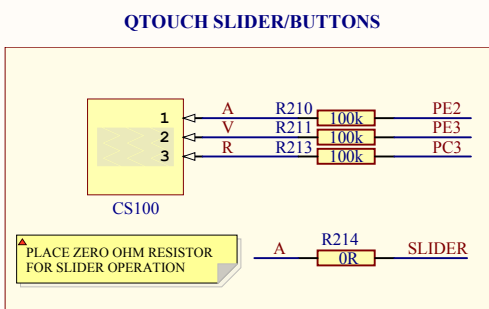 QTOUCH SLIDER/BUTTONS
1 A R210 100k PE2
2 V R211 100k PE3
3 R R213 100k PC3
CS100
PLACE ZERO OHM RESISTOR
FOR SLIDER OPERATION
A R214 0R SLIDER